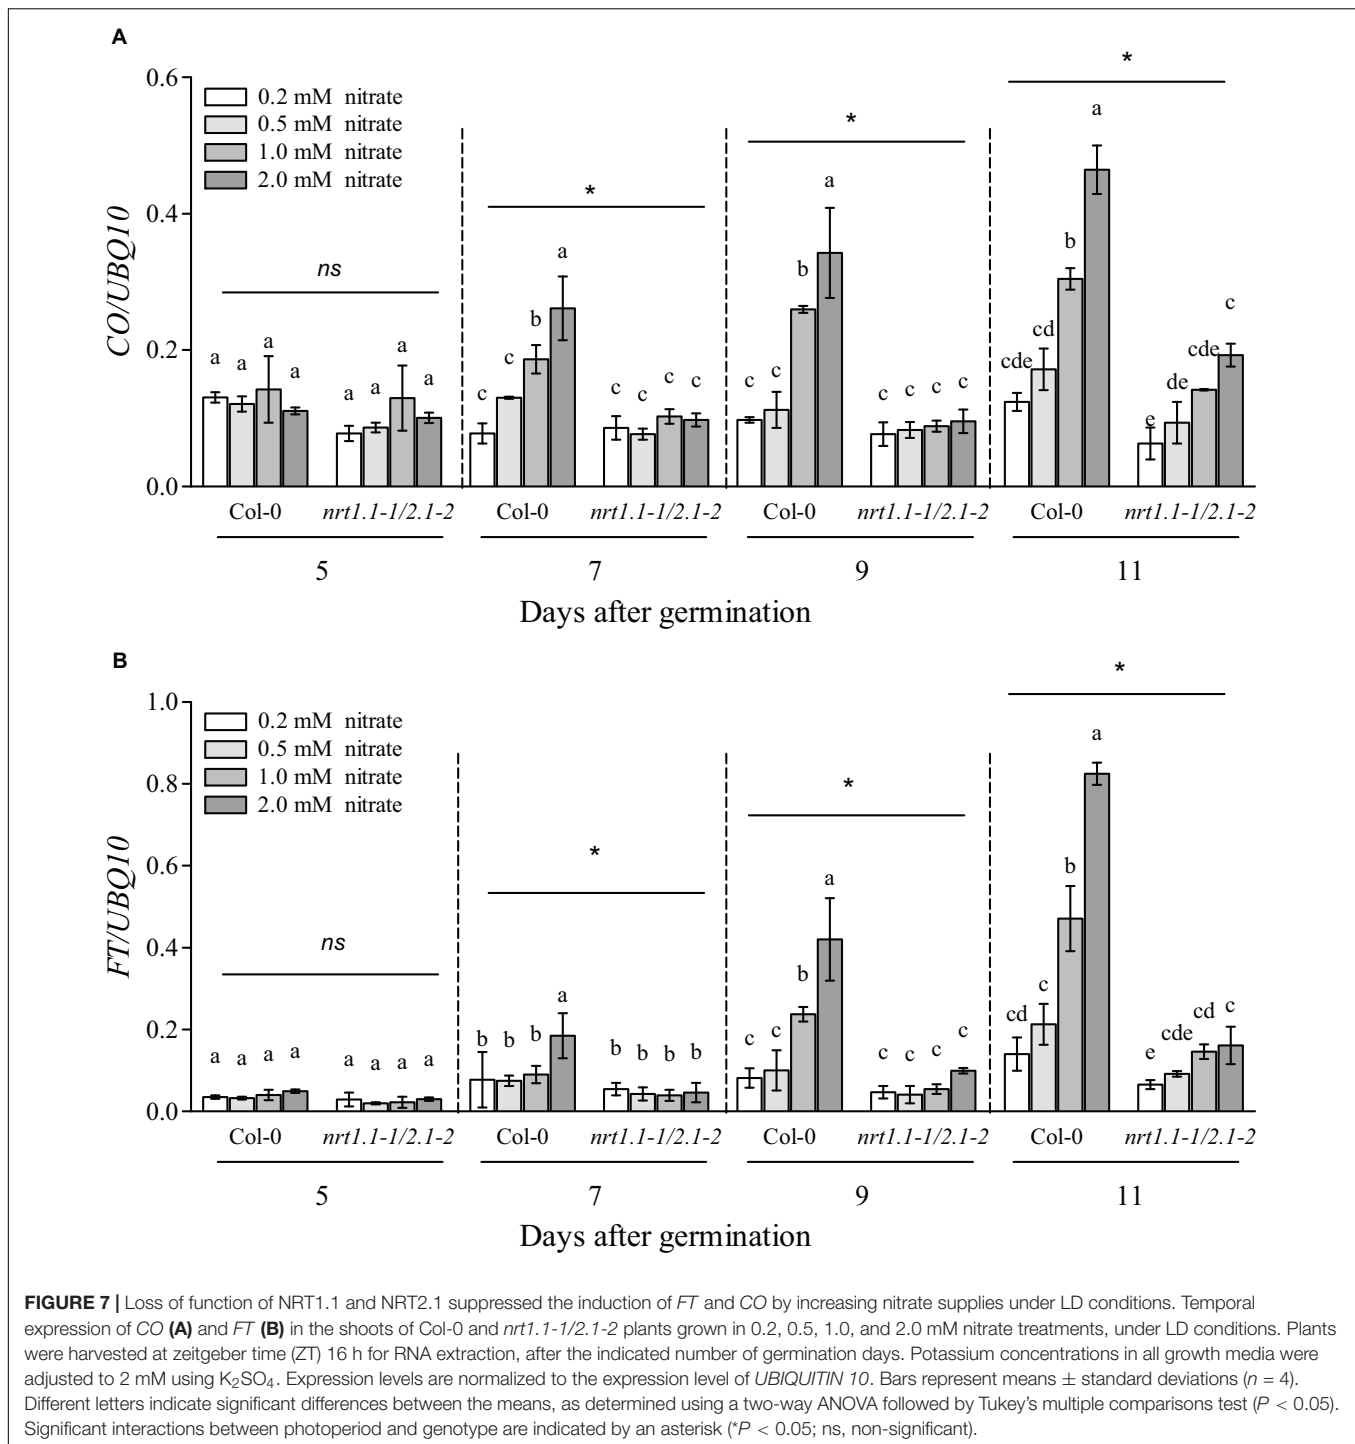 A
0.6
0.4
0.2
0.0
CO/UBQ10
0.2 mM nitrate
0.5 mM nitrate
1.0 mM nitrate
2.0 mM nitrate
ns
*
*
*
a a a a a a a a
c c b a c c c c
c c b a c c c c
cde cd b a e de cde c
Col-0 nrt1.1-1/2.1-2 Col-0 nrt1.1-1/2.1-2 Col-0 nrt1.1-1/2.1-2 Col-0 nrt1.1-1/2.1-2
5 7 9 11
Days after germination
B
1.0
0.8
0.6
0.4
0.2
0.0
FT/UBQ10
0.2 mM nitrate
0.5 mM nitrate
1.0 mM nitrate
2.0 mM nitrate
ns
*
*
*
a a a a a a a a
b b b a b b b b
c c b a c c c c
cd c b a e cde cd c
Col-0 nrt1.1-1/2.1-2 Col-0 nrt1.1-1/2.1-2 Col-0 nrt1.1-1/2.1-2 Col-0 nrt1.1-1/2.1-2
5 7 9 11
Days after germination
FIGURE 7 | Loss of function of NRT1.1 and NRT2.1 suppressed the induction of FT and CO by increasing nitrate supplies under LD conditions. Temporal
expression of CO (A) and FT (B) in the shoots of Col-0 and nrt1.1-1/2.1-2 plants grown in 0.2, 0.5, 1.0, and 2.0 mM nitrate treatments, under LD conditions. Plants
were harvested at zeitgeber time (ZT) 16 h for RNA extraction, after the indicated number of germination days. Potassium concentrations in all growth media were
adjusted to 2 mM using K₂SO₄. Expression levels are normalized to the expression level of UBIQUITIN 10. Bars represent means ± standard deviations (n = 4).
Different letters indicate significant differences between the means, as determined using a two-way ANOVA followed by Tukey's multiple comparisons test (P < 0.05).
Significant interactions between photoperiod and genotype are indicated by an asterisk (*P < 0.05; ns, non-significant).